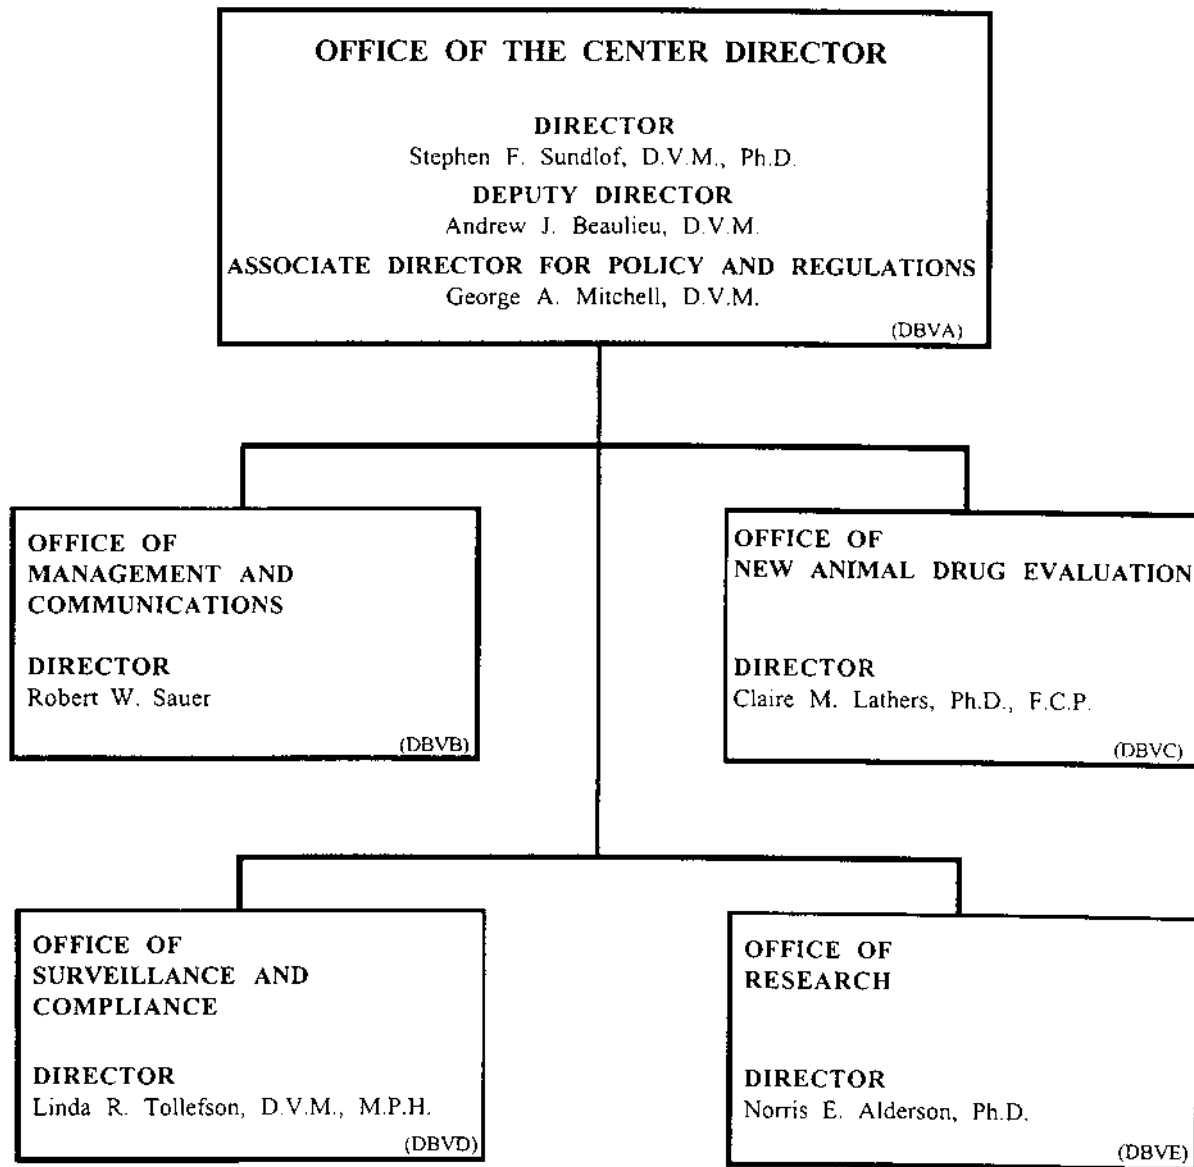 OFFICE OF THE CENTER DIRECTOR
DIRECTOR
Stephen F. Sundlof, D.V.M., Ph.D.
DEPUTY DIRECTOR
Andrew J. Beaulieu, D.V.M.
ASSOCIATE DIRECTOR FOR POLICY AND REGULATIONS
George A. Mitchell, D.V.M.
(DBVA)
OFFICE OF
MANAGEMENT AND
COMMUNICATIONS
DIRECTOR
Robert W. Sauer
(DBVB)
OFFICE OF
NEW ANIMAL DRUG EVALUATION
DIRECTOR
Claire M. Lathers, Ph.D., F.C.P.
(DBVC)
OFFICE OF
SURVEILLANCE AND
COMPLIANCE
DIRECTOR
Linda R. Tollefson, D.V.M., M.P.H.
(DBVD)
OFFICE OF
RESEARCH
DIRECTOR
Norris E. Alderson, Ph.D.
(DBVE)